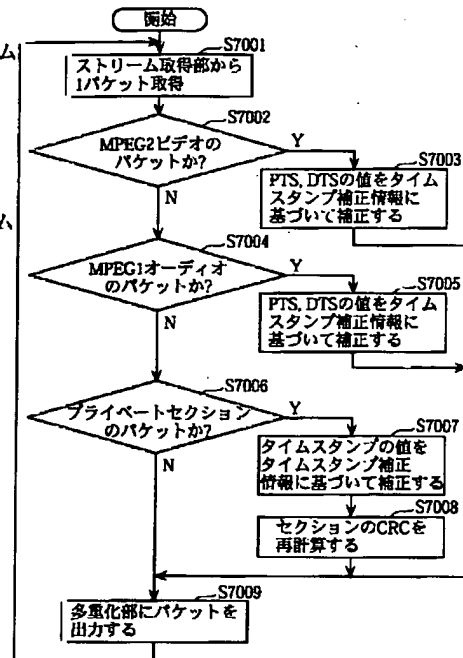 開始
ム
S7001
ストリーム取得部から
1パケット取得
S7002
MPEG2ビデオの
パケットか?
Y
N
S7003
PTS, DTSの値をタイム
スタンプ補正情報に
基づいて補正する
ム
S7004
MPEG1オーディオ
のパケットか?
Y
N
S7005
PTS, DTSの値をタイム
スタンプ補正情報に
基づいて補正する
S7006
プライベートセクション
のパケットか?
Y
N
S7007
タイムスタンプの値を
タイムスタンプ補正
情報に基づいて補正する
S7008
セクションのCRCを
再計算する
S7009
多重化部にパケットを
出力する